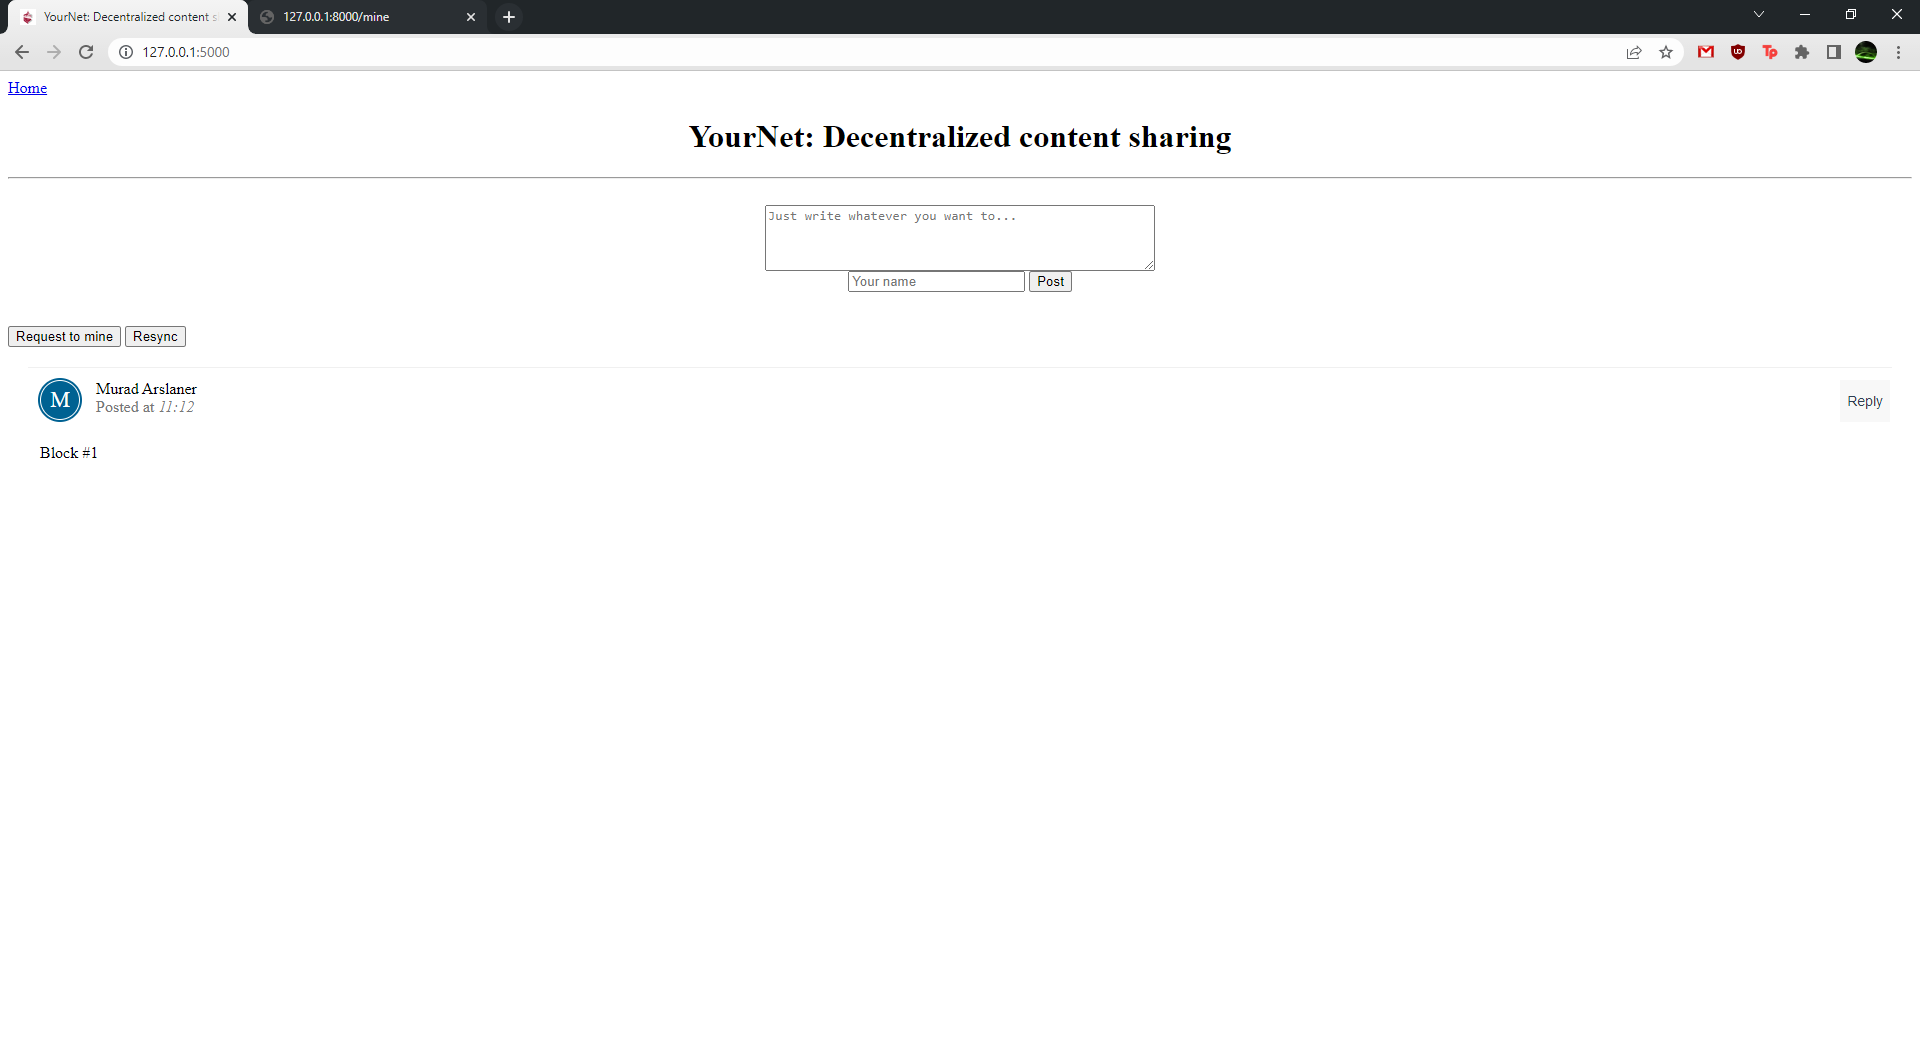 YourNet: Decentralized content s
127.0.0.1:8000/mine
127.0.0.1:5000
Home
YourNet: Decentralized content sharing
Just write whatever you want to...
Your name Post
Request to mine Resync
M
Murad Arslaner
Posted at 11:12
Reply
Block #1